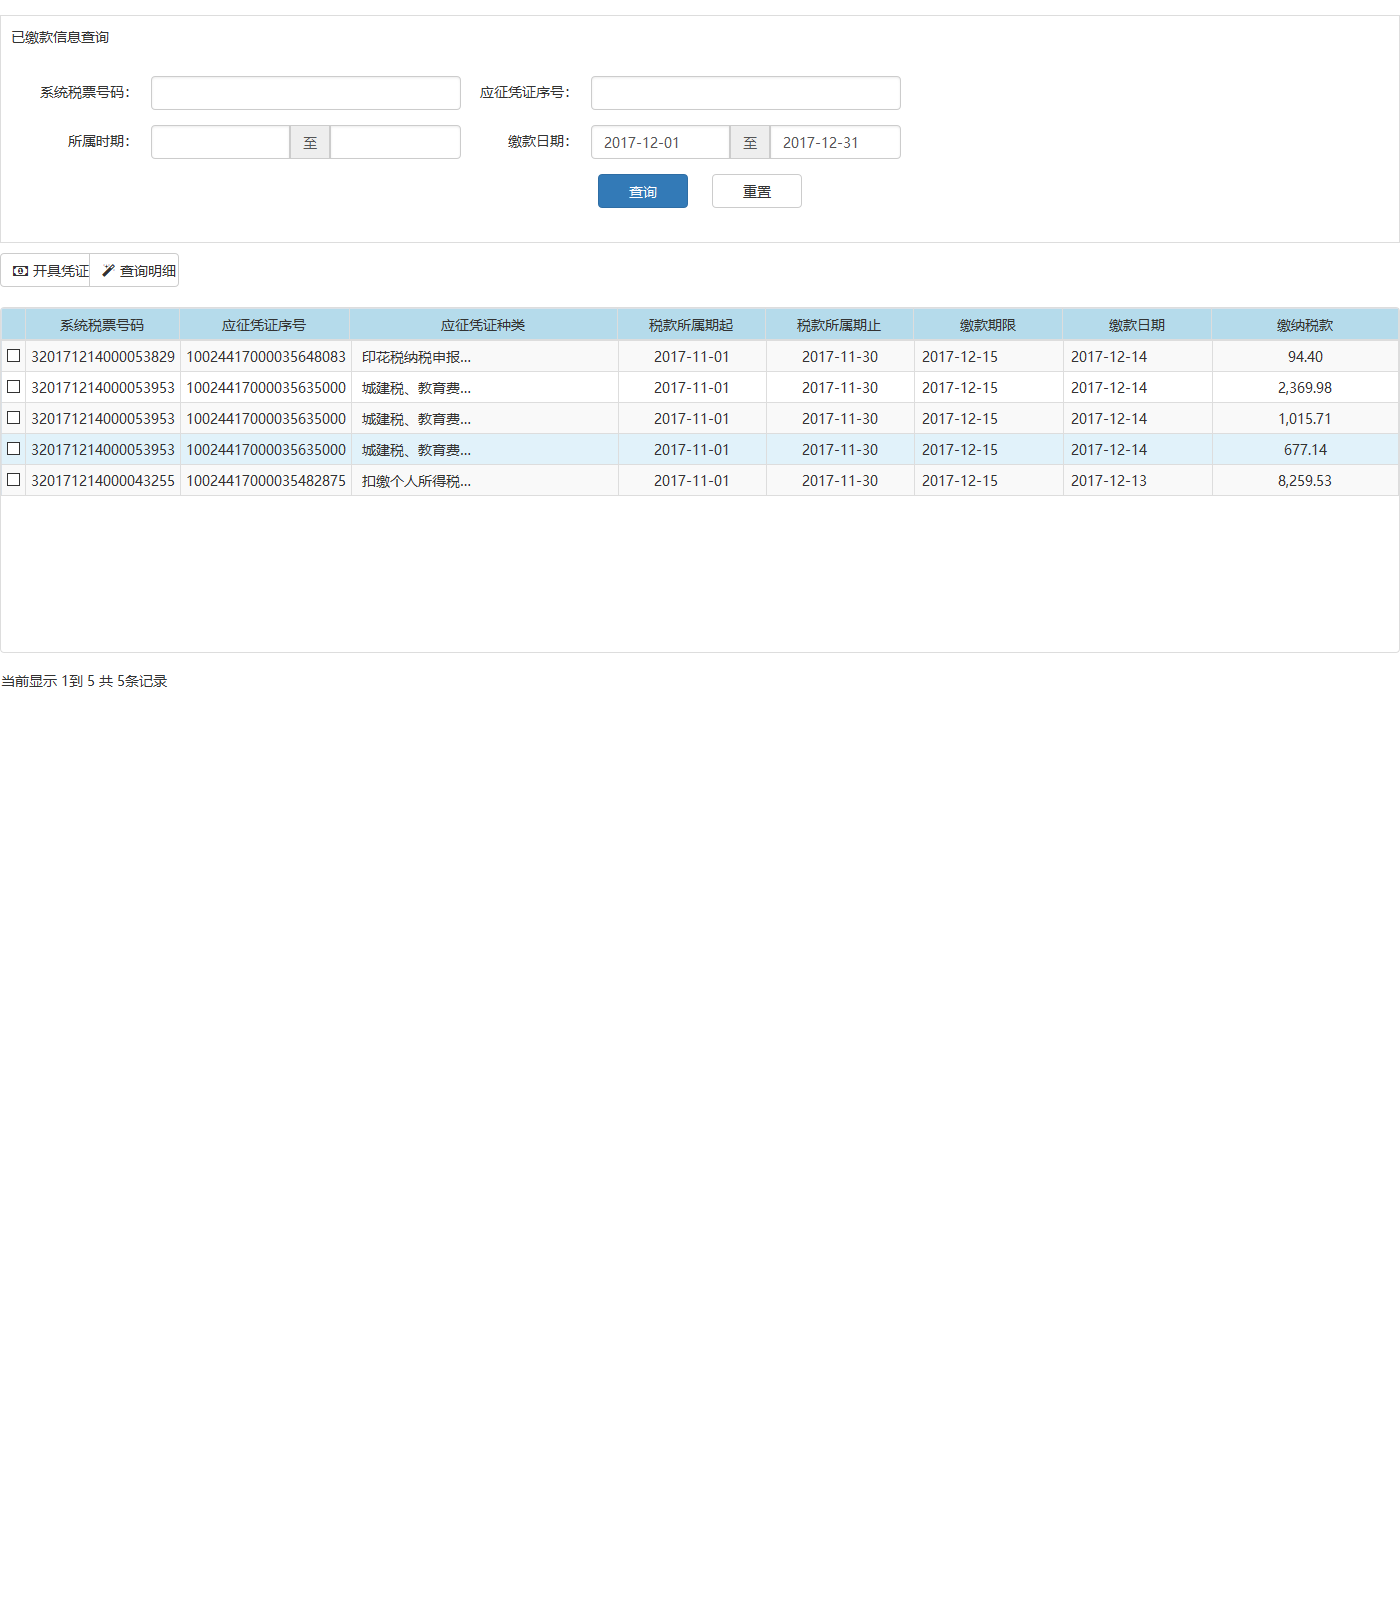 已缴款信息查询
系统税票号码： 应征凭证序号：
所属时期： 至 缴款日期： 2017-12-01 至 2017-12-31
查询 重置
开具凭证 查询明细
系统税票号码 应征凭证序号 应征凭证种类 税款所属期起 税款所属期止 缴款期限 缴款日期 缴纳税款
320171214000053829 10024417000035648083 印花税纳税申报... 2017-11-01 2017-11-30 2017-12-15 2017-12-14 94.40
320171214000053953 10024417000035635000 城建税、教育费... 2017-11-01 2017-11-30 2017-12-15 2017-12-14 2,369.98
320171214000053953 10024417000035635000 城建税、教育费... 2017-11-01 2017-11-30 2017-12-15 2017-12-14 1,015.71
320171214000053953 10024417000035635000 城建税、教育费... 2017-11-01 2017-11-30 2017-12-15 2017-12-14 677.14
320171214000043255 10024417000035482875 扣缴个人所得税... 2017-11-01 2017-11-30 2017-12-15 2017-12-13 8,259.53
当前显示 1到 5 共 5条记录